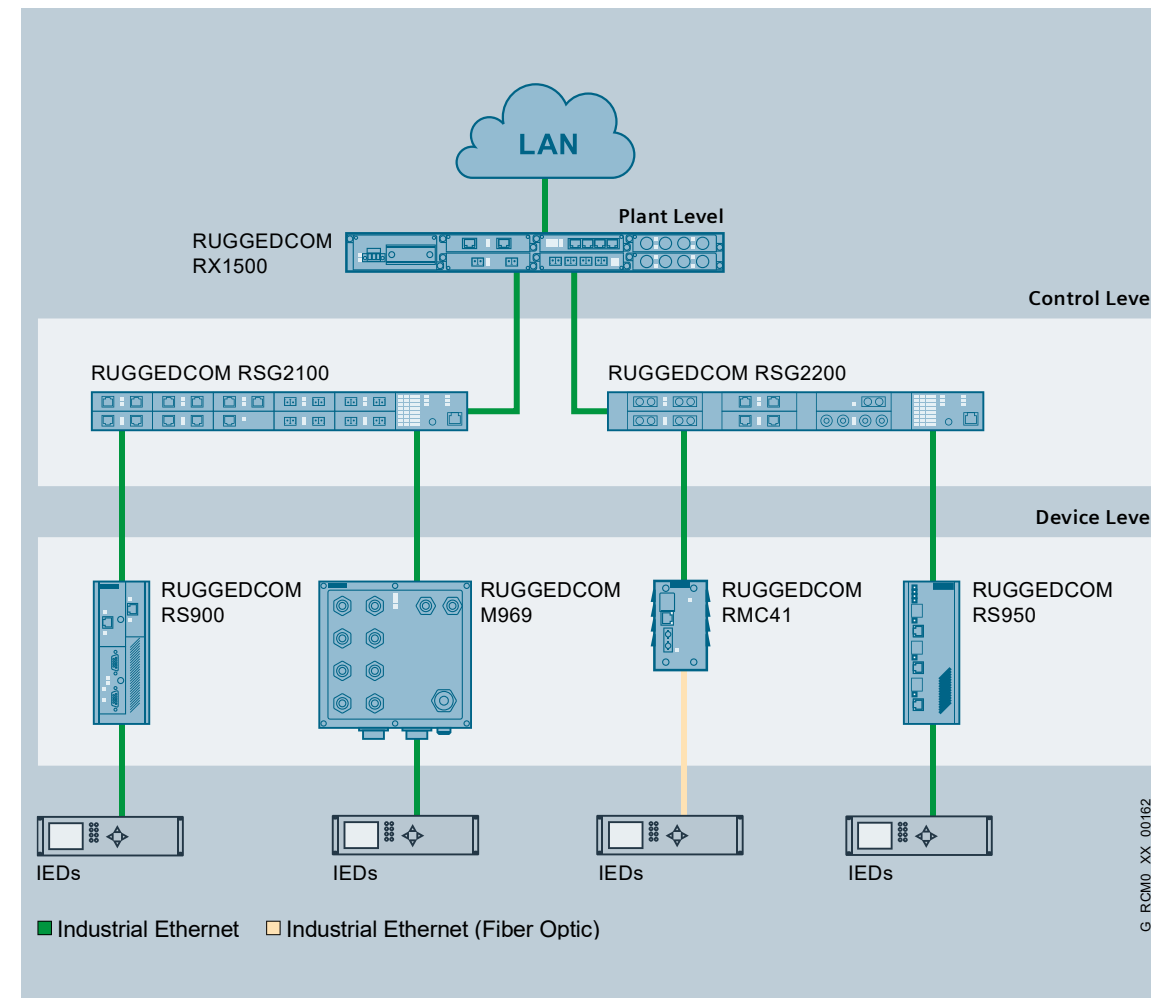 LAN
Plant Level
RUGGEDCOM
RX1500
Control Leve
RUGGEDCOM RSG2100
RUGGEDCOM RSG2200
Device Leve
RUGGEDCOM
RS900
RUGGEDCOM
M969
RUGGEDCOM
RMC41
RUGGEDCOM
RS950
IEDs
IEDs
IEDs
IEDs
G_RCM0_XX_00162
Industrial Ethernet
Industrial Ethernet (Fiber Optic)